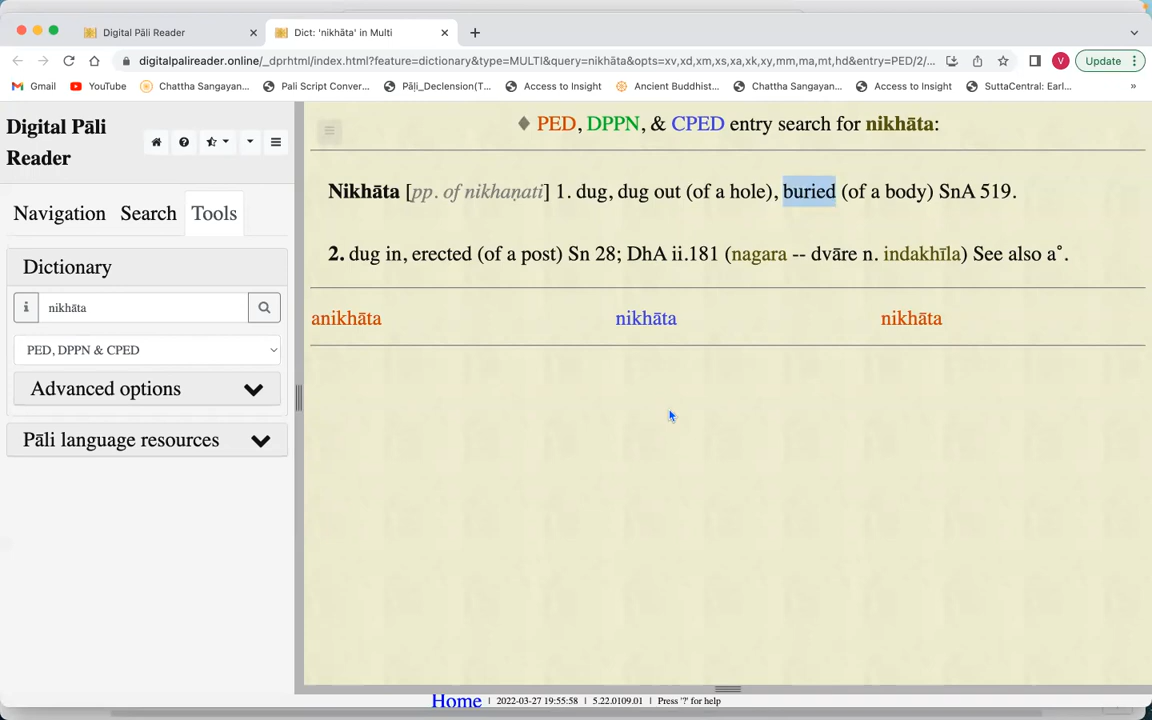 Digital Pāli Reader
Dict: 'nikhāta' in Multi
digitalpalireader.online/_dprhtml/index.html?feature=dictionary&type=MULTI&query=nikhāta&opts=xv,xd,xm,xs,xa,xk,xy,mm,ma,mt,hd&entry=PED/2/...
Update
Gmail
YouTube
Chattha Sangayan...
Pali Script Conver...
Pāḷi_Declension(T...
Access to Insight
Ancient Buddhist...
Chattha Sangayan...
Access to Insight
SuttaCentral: Earl...
»
Digital Pāli
Reader
Navigation Search Tools
Dictionary
nikhāta
PED, DPPN & CPED
Advanced options
Pāli language resources
♦ PED, DPPN, & CPED entry search for nikhāta:
Nikhāta [pp. of nikhaṇati] 1. dug, dug out (of a hole), buried (of a body) SnA 519.
2. dug in, erected (of a post) Sn 28; DhA ii.181 (nagara -- dvāre n. indakhīla) See also a˚.
anikhāta nikhāta nikhāta
Home | 2022-03-27 19:55:58 | 5.22.0109.01 | Press '?' for help